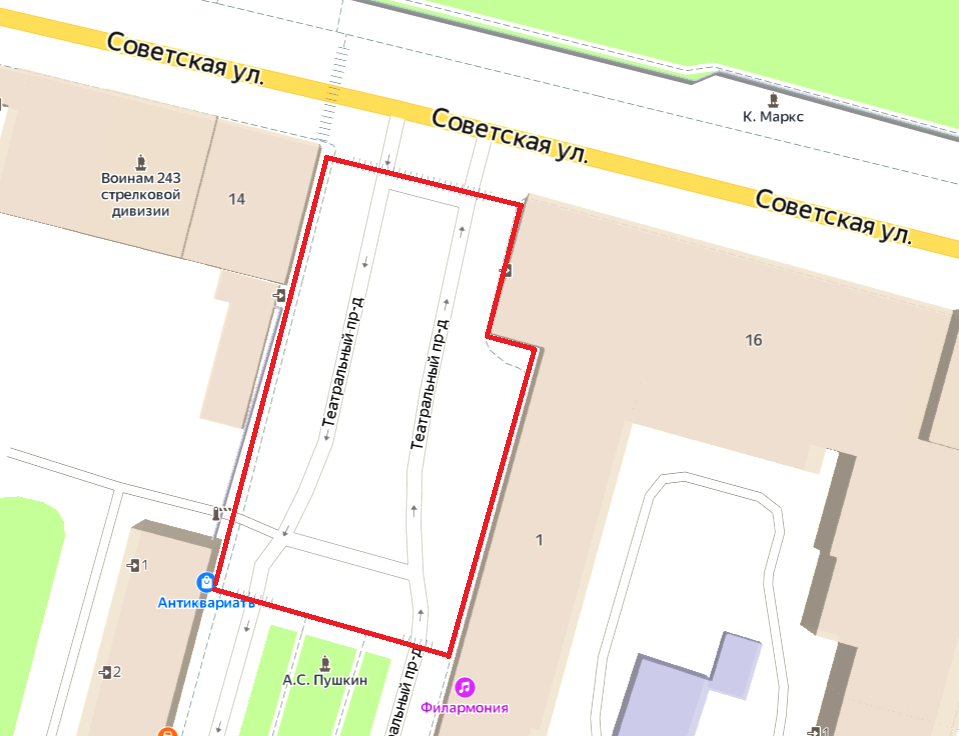 Советская ул.
Советская ул.
Советская ул.
К. Маркс
Воинам 243
стрелковой
дивизии
14
16
Театральный пр-д
Театральный пр-д
1
1
Антиквариатъ
2
А.С. Пушкин
альный пр-д
Филармония
1